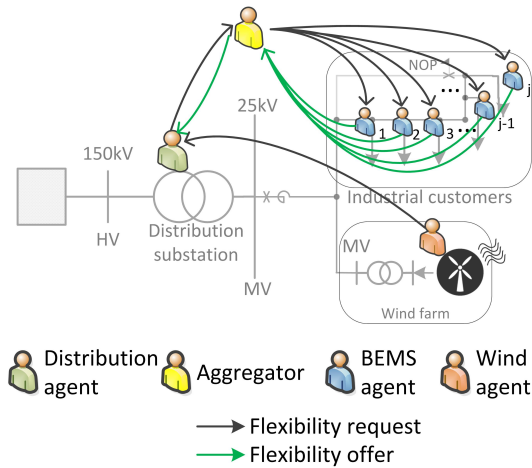 NOP
j
...
25kV
1
2
3
...
j-1
150kV
Industrial customers
HV
Distribution
substation
MV
MV
Wind farm
Distribution
agent
Aggregator
BEMS
agent
Wind
agent
Flexibility request
Flexibility offer